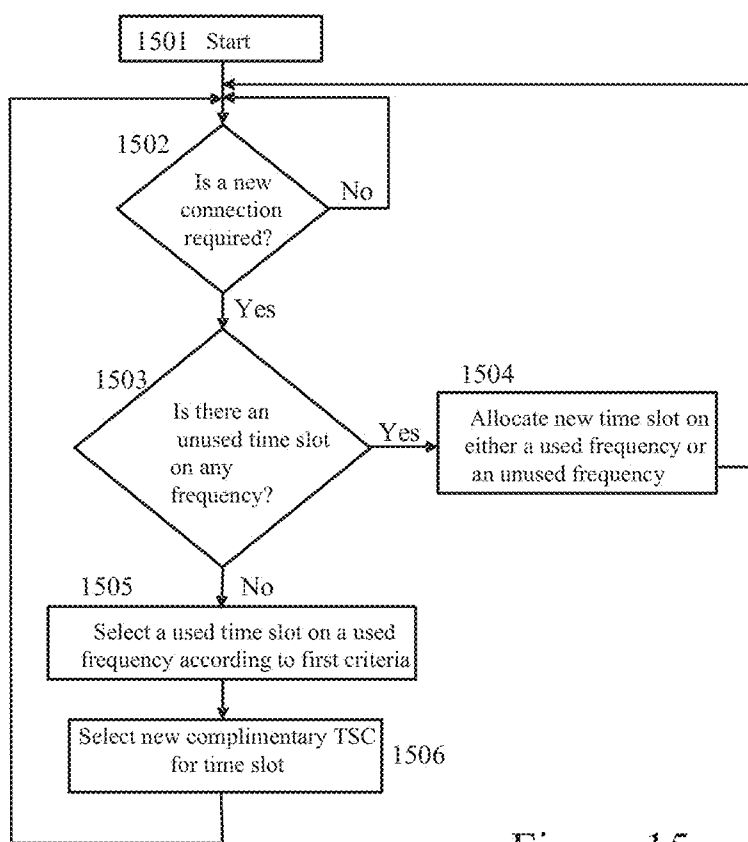 1501 Start
1502
Is a new
connection
required?
No
Yes
1503
Is there an
unused time slot
on any
frequency?
Yes
1504
Allocate new time slot on
either a used frequency or
an unused frequency
No
1505
Select a used time slot on a used
frequency according to first criteria
Select new complimentary TSC
for time slot
1506
Figure 15